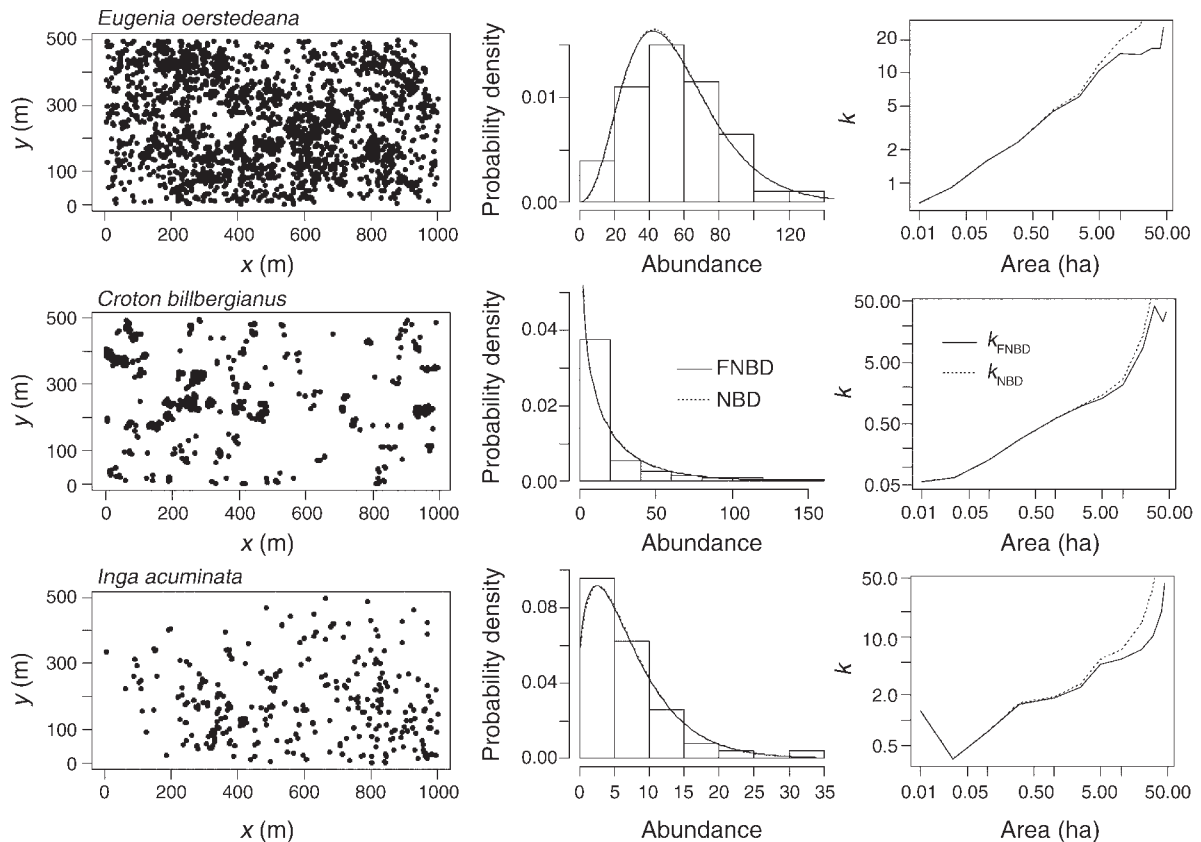 Eugenia oerstedeana
500
300
100
0
y (m)
0 200 400 600 800 1000
x (m)
Probability density
0.01
0.00
0 20 40 60 80 120
Abundance
k
20
10
5
2
1
0.01 0.05 0.50 5.00 50.00
Area (ha)
Croton billbergianus
500
300
100
0
y (m)
0 200 400 600 800 1000
x (m)
Probability density
0.04
0.02
0.00
FNBD
NBD
0 50 100 150
Abundance
k
50.00
5.00
0.50
0.05
kFNBD
kNBD
0.01 0.05 0.50 5.00 50.00
Area (ha)
Inga acuminata
500
300
100
0
y (m)
0 200 400 600 800 1000
x (m)
Probability density
0.08
0.04
0.00
0 5 10 15 20 25 35
Abundance
k
50.0
10.0
2.0
0.5
0.01 0.05 0.50 5.00 50.00
Area (ha)